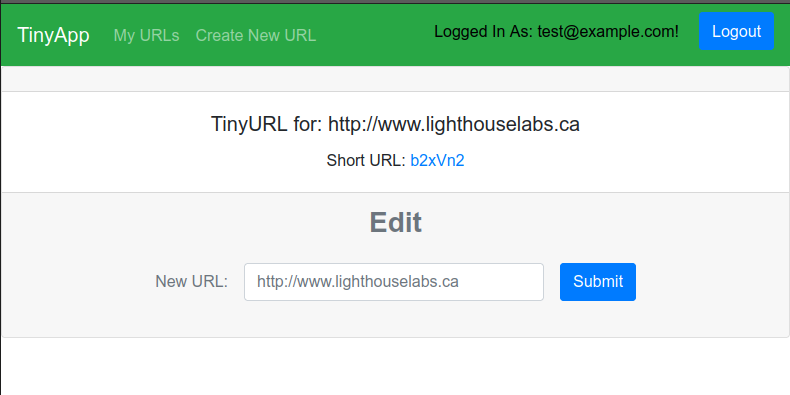 TinyApp My URLs Create New URL Logged In As: test@example.com! Logout
TinyURL for: http://www.lighthouselabs.ca
Short URL: b2xVn2
Edit
New URL: http://www.lighthouselabs.ca Submit